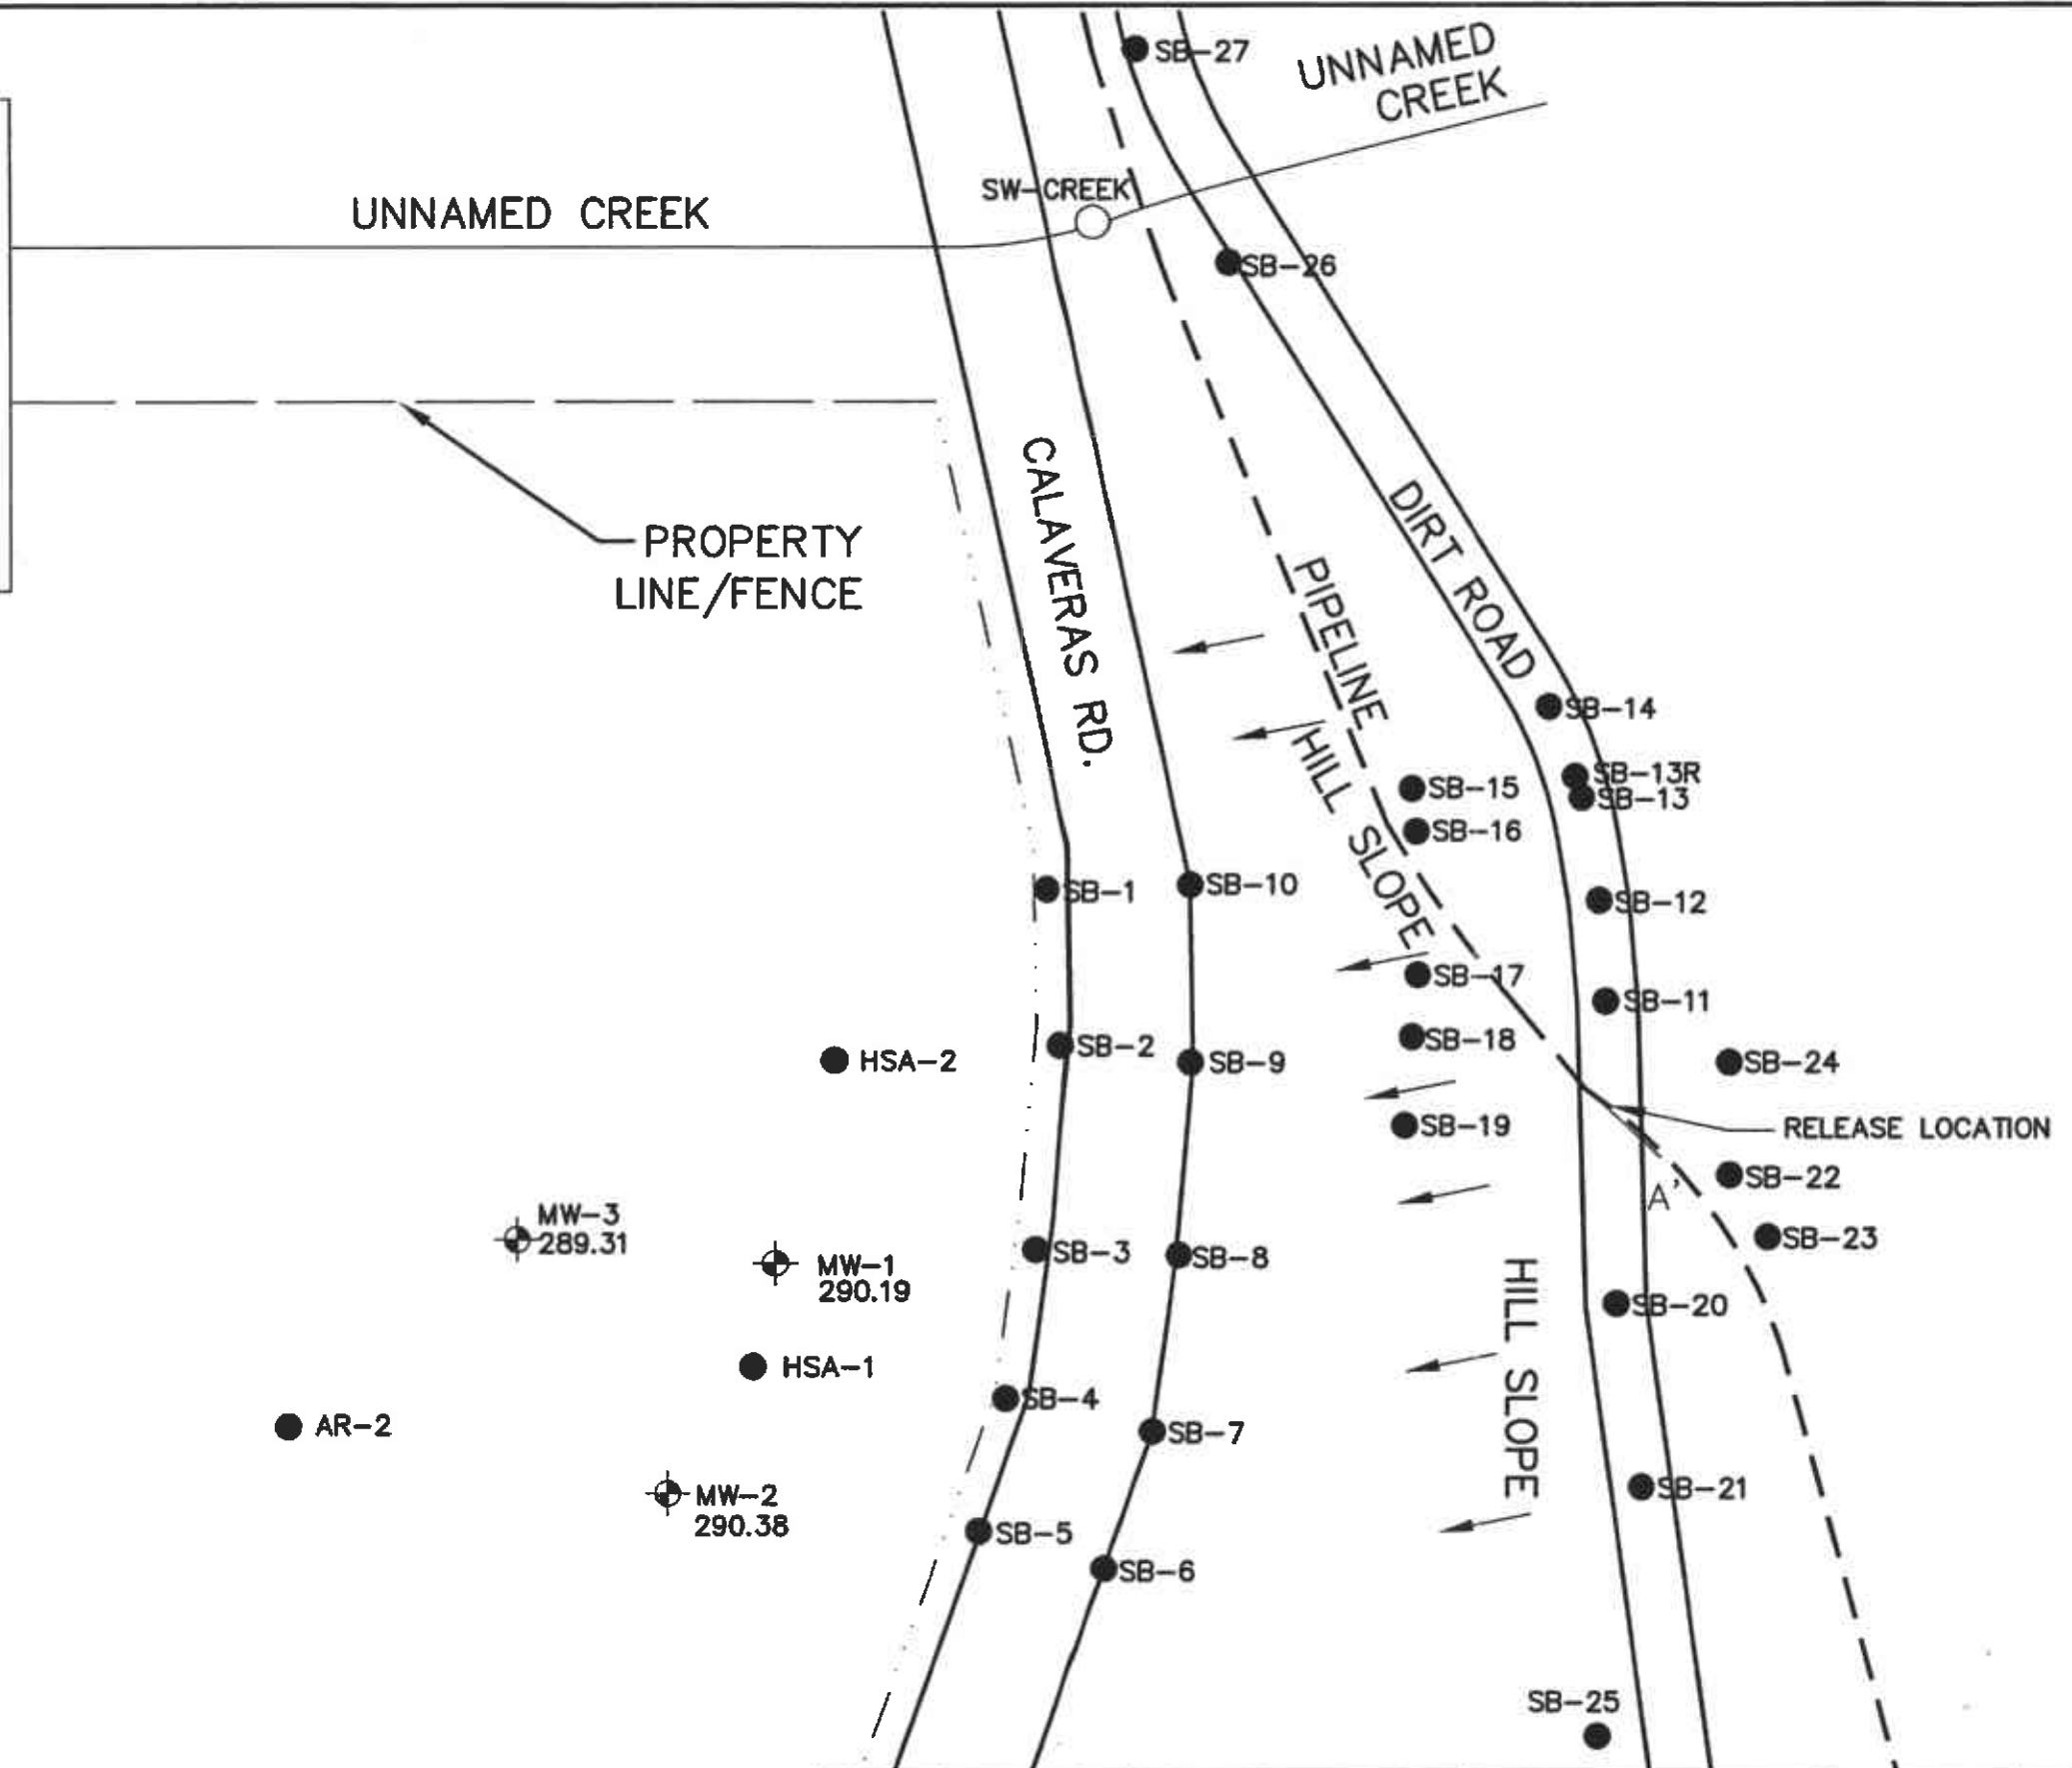 SB-27
UNNAMED
CREEK
SW-CREEK
UNNAMED CREEK
SB-26
PROPERTY
LINE/FENCE
CALAVERAS RD.
DIRT ROAD
PIPELINE
HILL SLOPE
SB-14
SB-13R
SB-13
SB-15
SB-16
SB-1
SB-10
SB-12
SB-17
SB-11
SB-18
SB-2
SB-9
HSA-2
SB-24
SB-19
RELEASE LOCATION
SB-22
A'
MW-3
289.31
SB-23
SB-3
SB-8
MW-1
290.19
SB-20
HILL SLOPE
HSA-1
SB-4
AR-2
SB-7
SB-21
MW-2
290.38
SB-5
SB-6
SB-25